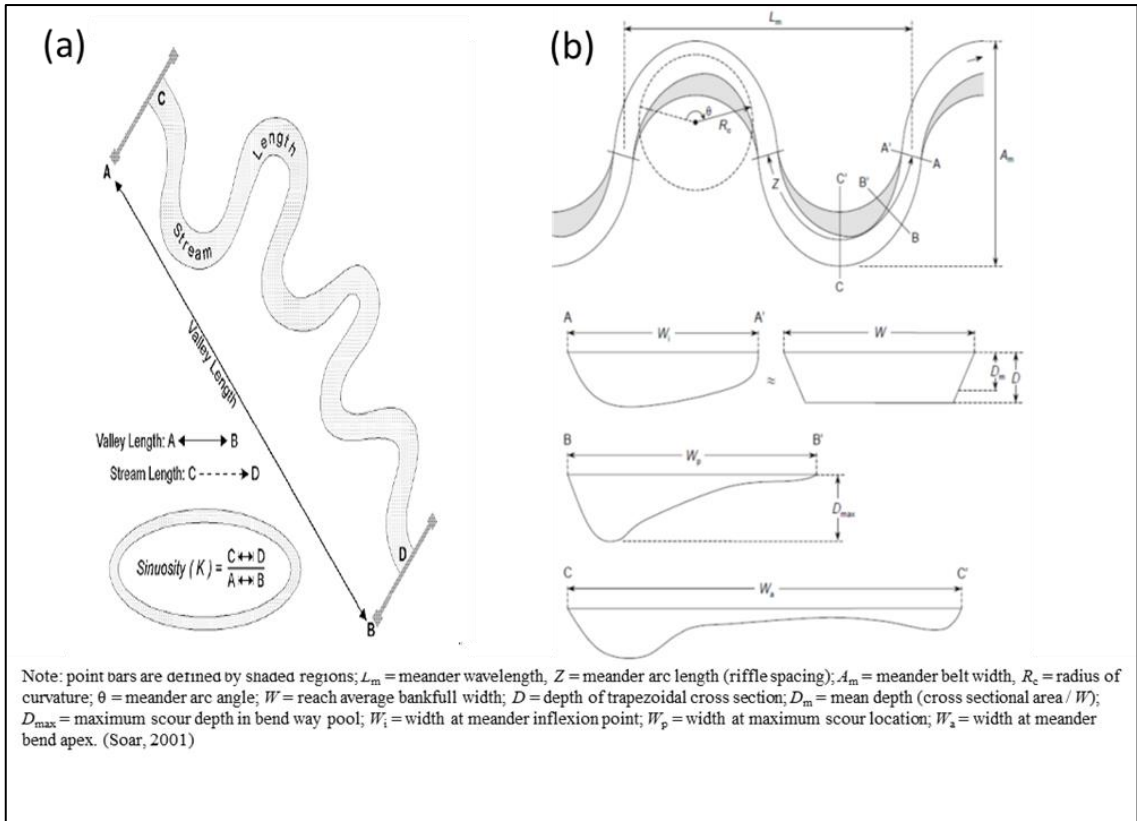 (a)
C
A
Length
Stream
Valley Length
Valley Length: A B
Stream Length: C D
Sinuosity (K) = C↔D
A↔B
D
B
(b)
Lm
θ
Rc
Am
A'
A
Z
C'
B'
B
C
A
Wi
A'
W
≈
Dm
D
B
Wp
B'
Dmax
C
Wa
C'
Note: point bars are defined by shaded regions; Lm = meander wavelength, Z = meander arc length (riffle spacing); Am = meander belt width, Rc = radius of
curvature; θ = meander arc angle; W = reach average bankfull width; D = depth of trapezoidal cross section; Dm = mean depth (cross sectional area / W);
Dmax = maximum scour depth in bend way pool; Wi = width at meander inflexion point; Wp = width at maximum scour location; Wa = width at meander
bend apex. (Soar, 2001)